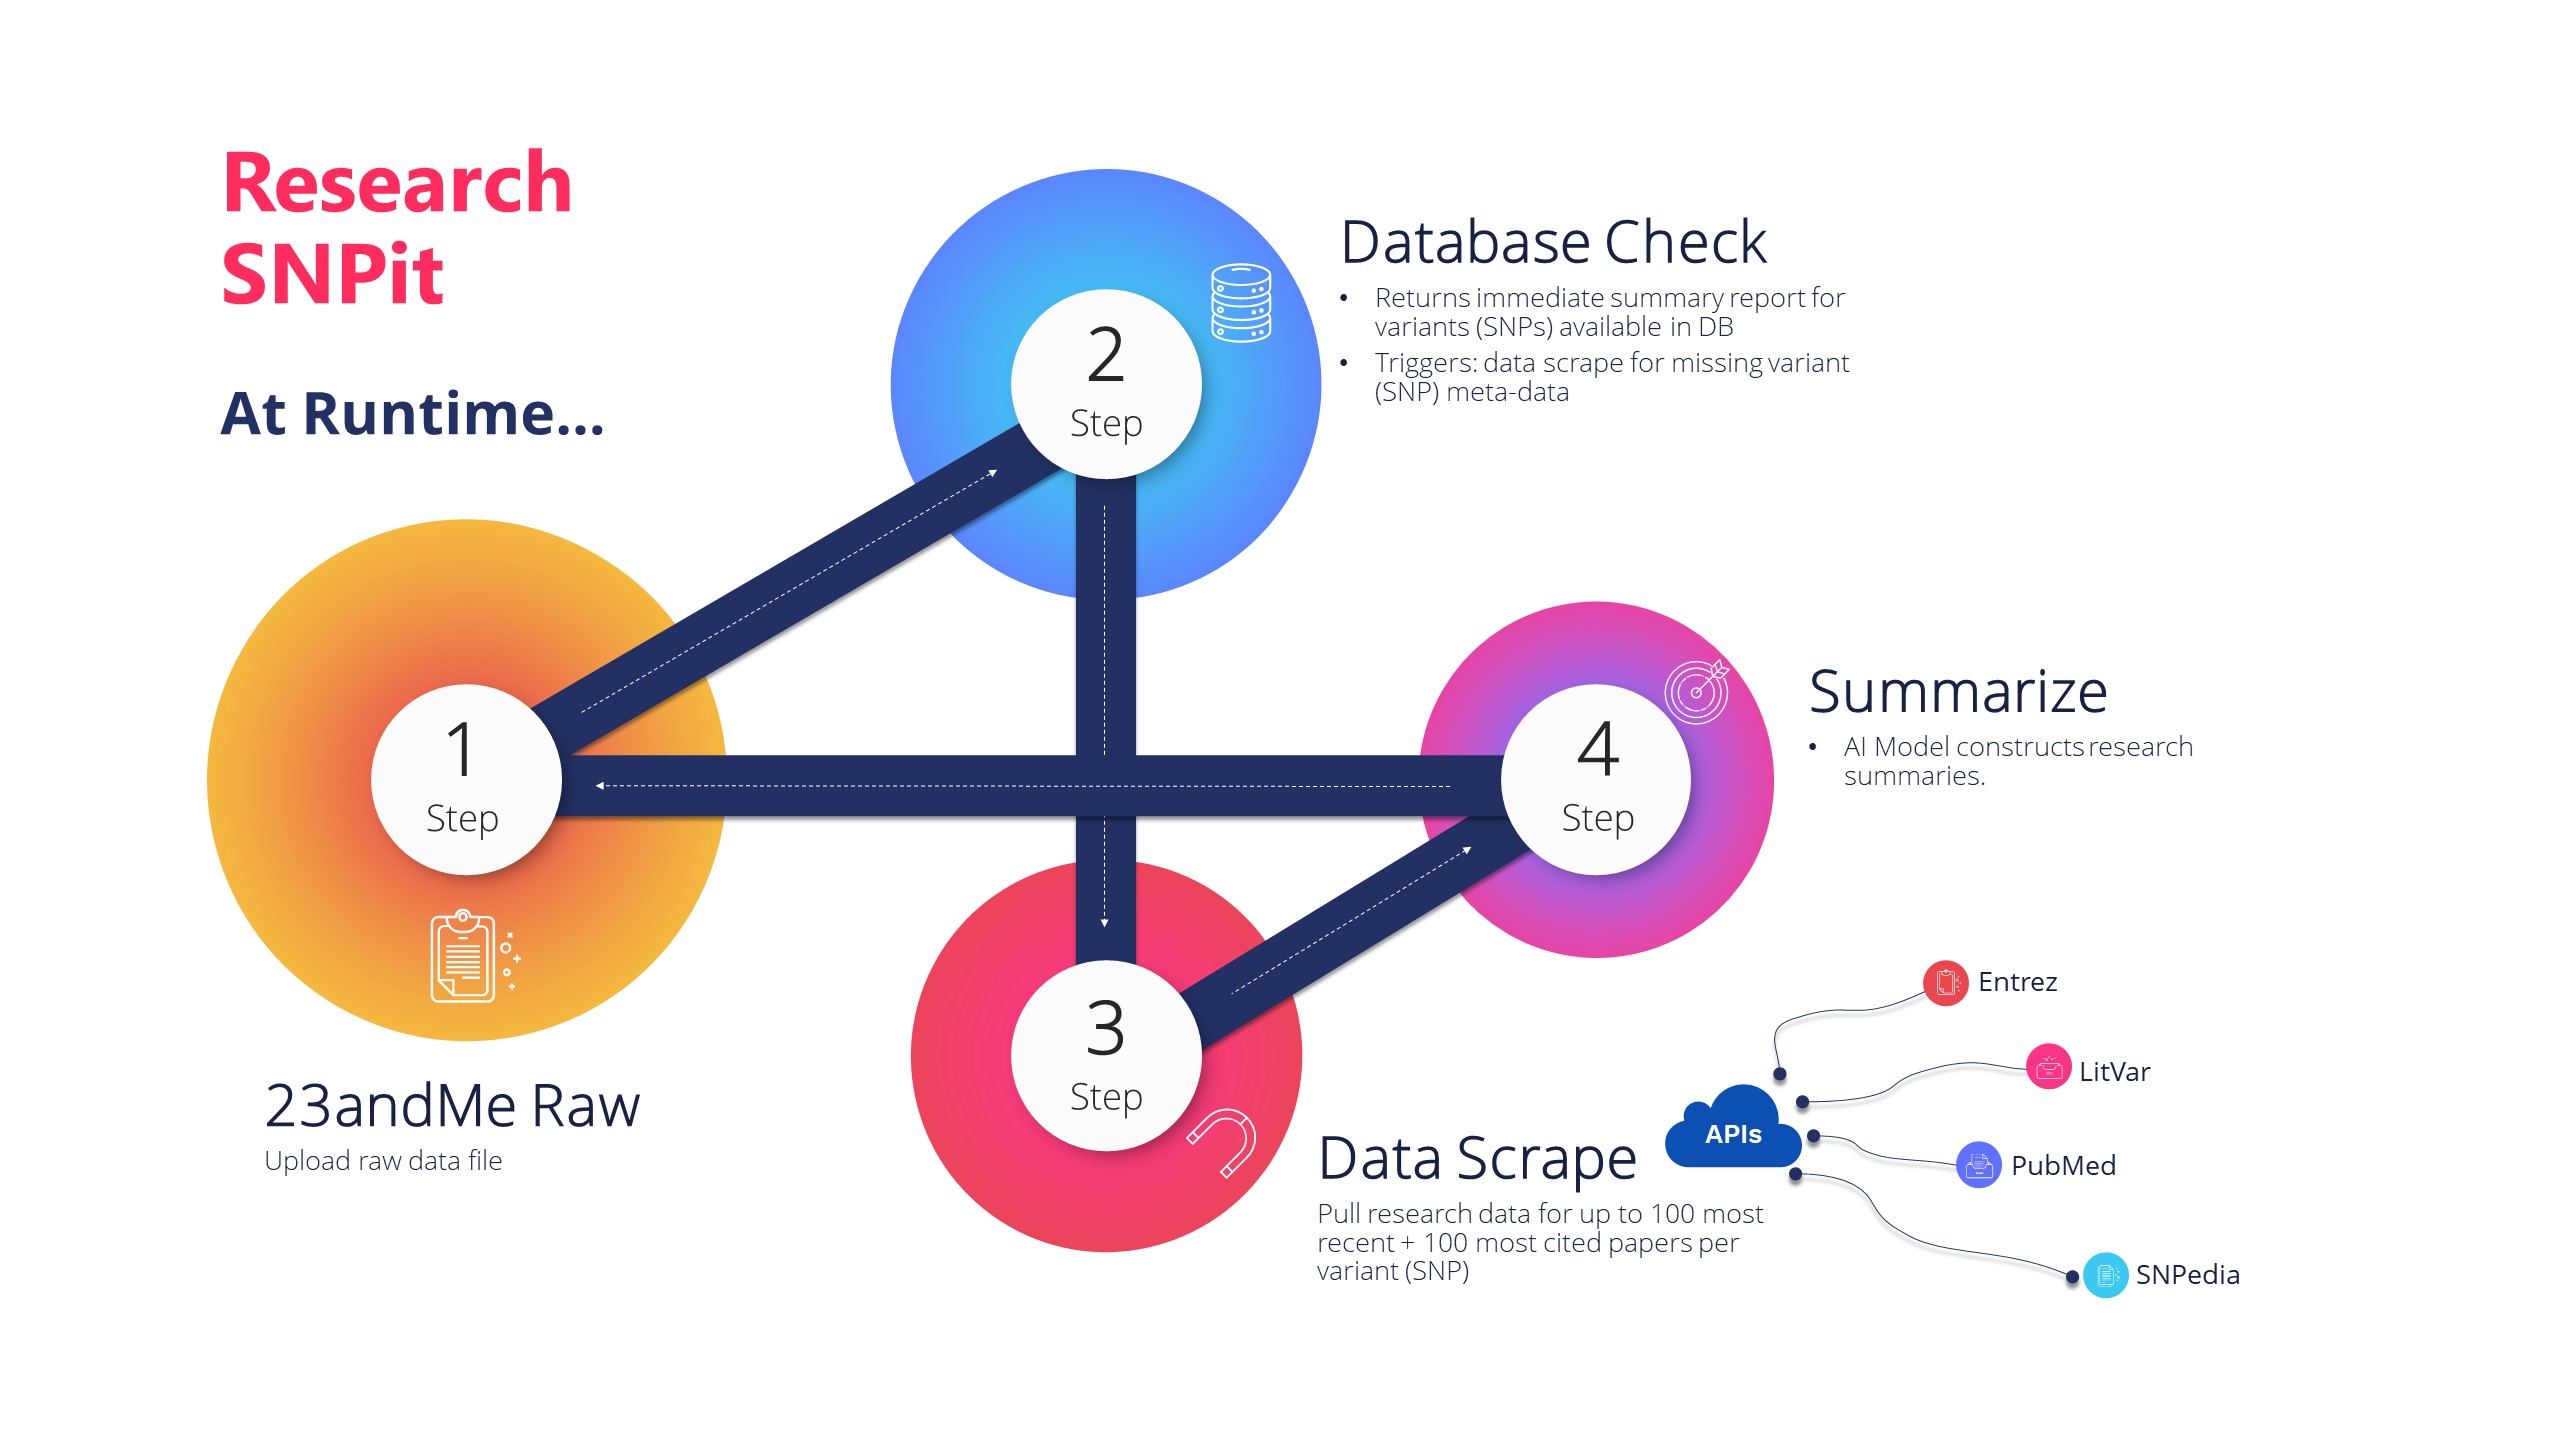 Research
SNPit
At Runtime...
2
Step
Database Check
• Returns immediate summary report for
variants (SNPs) available in DB
• Triggers: data scrape for missing variant
(SNP) meta-data
1
Step
23andMe Raw
Upload raw data file
4
Step
Summarize
• AI Model constructs research
summaries.
3
Step
Data Scrape
Pull research data for up to 100 most
recent + 100 most cited papers per
variant (SNP)
APIs
Entrez
LitVar
PubMed
SNPedia